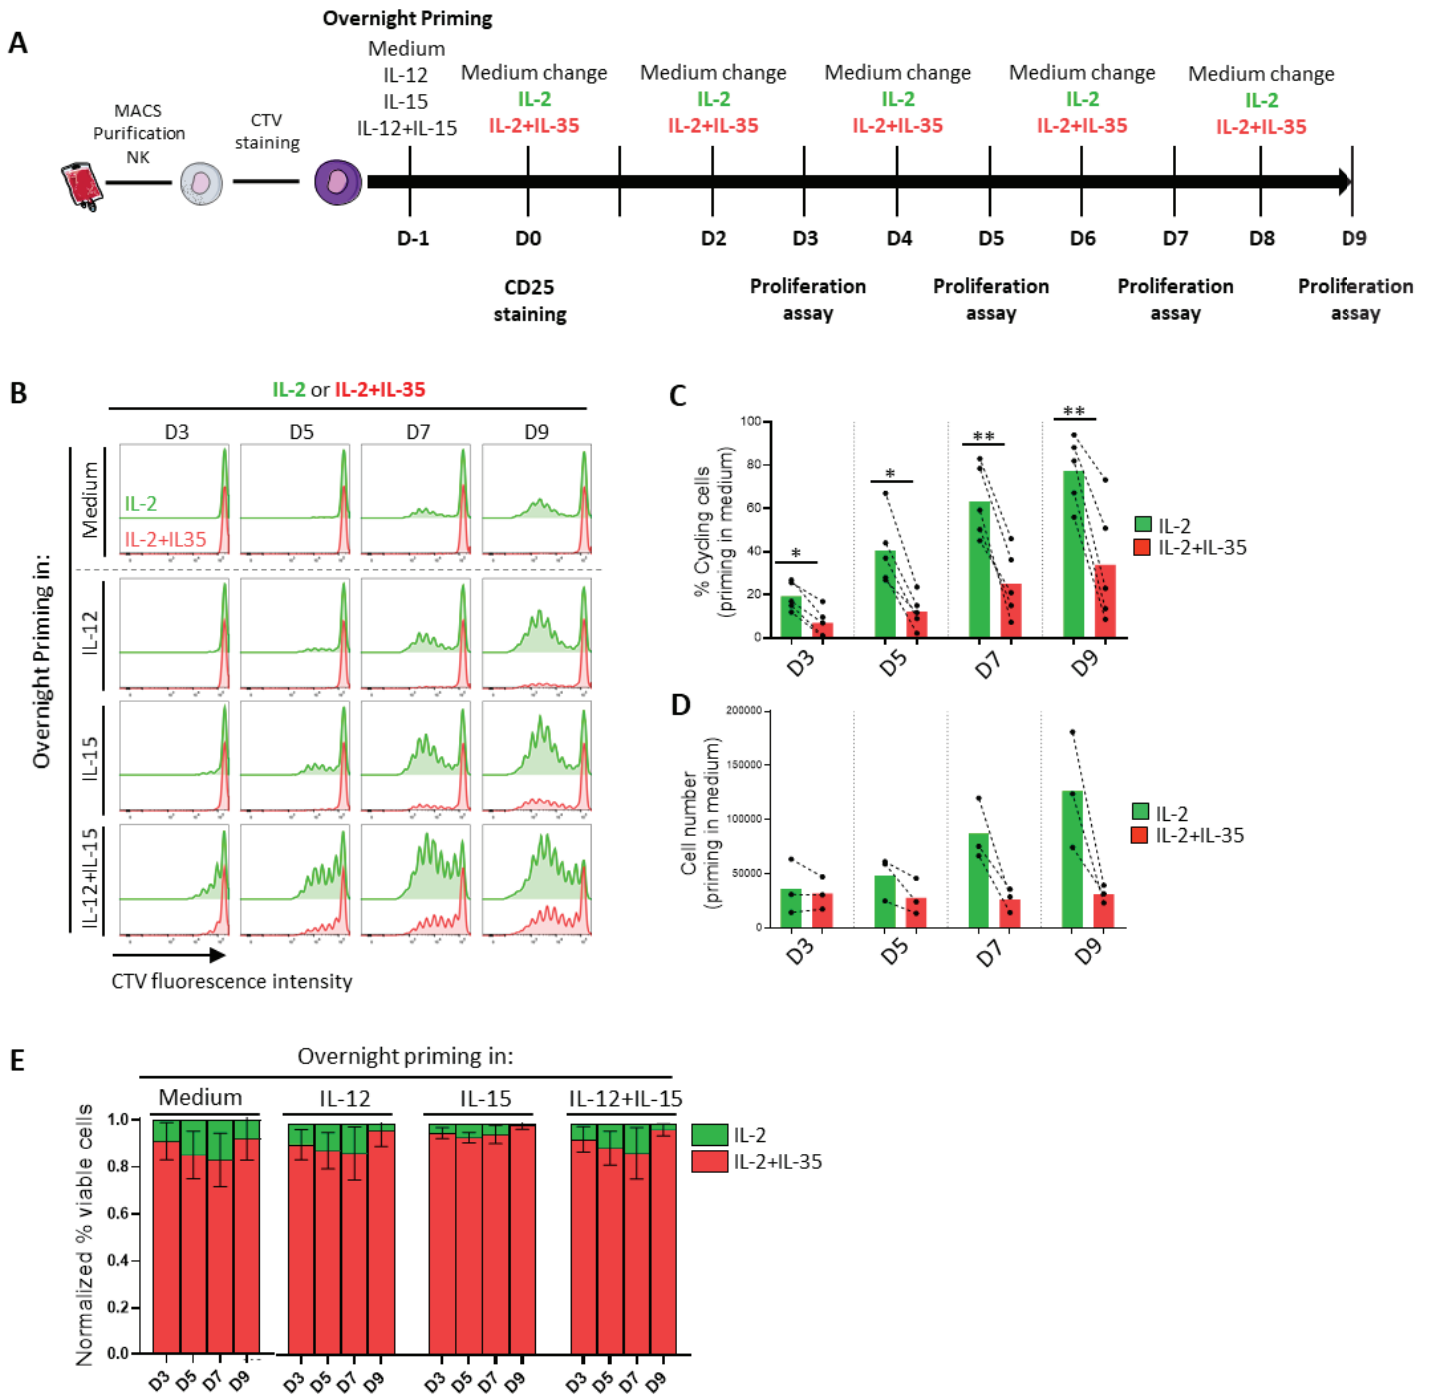 A
Overnight Priming
Medium
IL-12
IL-15
IL-12+IL-15
MACS
Purification
NK
CTV
staining
Medium change
IL-2
IL-2+IL-35
Medium change
IL-2
IL-2+IL-35
Medium change
IL-2
IL-2+IL-35
Medium change
IL-2
IL-2+IL-35
Medium change
IL-2
IL-2+IL-35
D-1 D0 D2 D3 D4 D5 D6 D7 D8 D9
CD25
staining
Proliferation
assay
Proliferation
assay
Proliferation
assay
Proliferation
assay
B
IL-2 or IL-2+IL-35
D3 D5 D7 D9
Overnight Priming in:
Medium
IL-2
IL-2+IL35
IL-12
IL-15
IL-12+IL-15
CTV fluorescence intensity
C
% Cycling cells
(priming in medium)
100
80
60
40
20
0
* * ** **
D3 D5 D7 D9
IL-2
IL-2+IL-35
D
Cell number
(priming in medium)
200000
150000
100000
50000
0
D3 D5 D7 D9
IL-2
IL-2+IL-35
E
Overnight priming in:
Medium IL-12 IL-15 IL-12+IL-15
Normalized % viable cells
1.0
0.8
0.6
0.4
0.2
0.0
D3 D5 D7 D9 D3 D5 D7 D9 D3 D5 D7 D9 D3 D5 D7 D9
IL-2
IL-2+IL-35